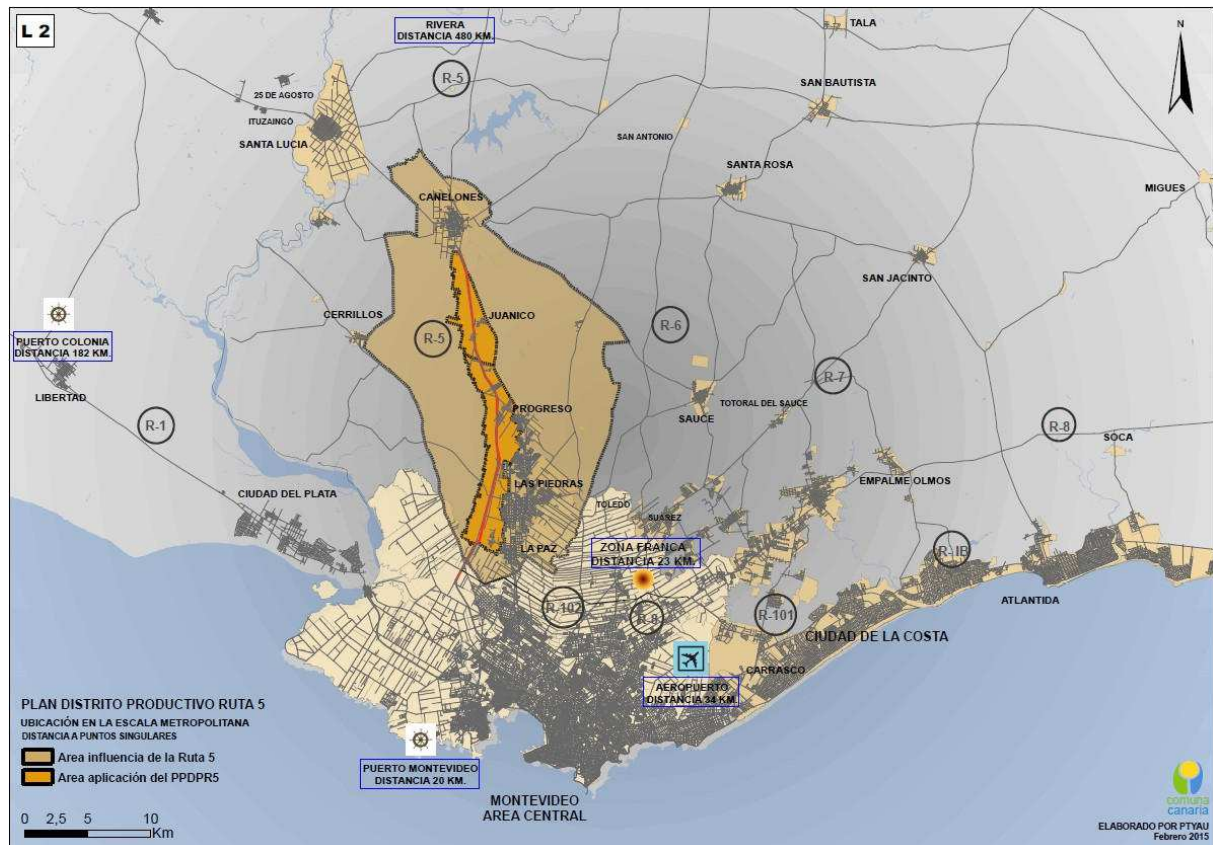 L 2
RIVERA
DISTANCIA 480 KM.
TALA
N
R-5
SAN BAUTISTA
25 DE AGOSTO
ITUZAINGÓ
SANTA LUCIA
SAN ANTONIO
SANTA ROSA
MIGUES
CANELONES
SAN JACINTO
PUERTO COLONIA
DISTANCIA 182 KM.
CERRILLOS
JUANICO
R-5
R-6
LIBERTAD
R-7
PROGRESO
SAUCE
TOTORAL DEL SAUCE
R-1
R-8
SOCA
CIUDAD DEL PLATA
LAS PIEDRAS
EMPALME OLMOS
TOLEDO
SUAREZ
LA PAZ
ZONA FRANCA
DISTANCIA 23 KM.
R-IB
R-102
R-8
R-101
ATLANTIDA
CIUDAD DE LA COSTA
CARRASCO
AEROPUERTO
DISTANCIA 34 KM.
PLAN DISTRITO PRODUCTIVO RUTA 5
UBICACIÓN EN LA ESCALA METROPOLITANA
DISTANCIA A PUNTOS SINGULARES
Area influencia de la Ruta 5
Area aplicación del PPDPR5
PUERTO MONTEVIDEO
DISTANCIA 20 KM.
MONTEVIDEO
AREA CENTRAL
0 2,5 5 10
Km
comuna
canaria
ELABORADO POR PTYAU
Febrero 2015